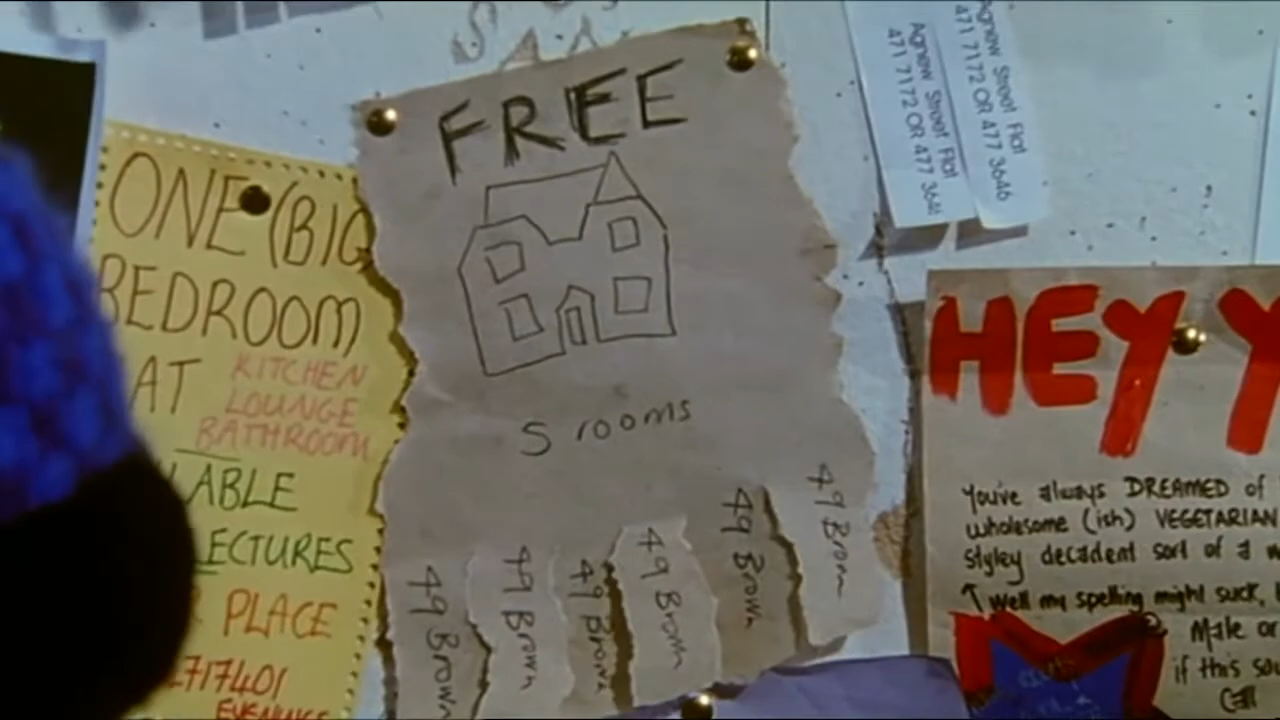 ONE (BIG
BEDROOM
AT KITCHEN
LOUNGE
BATHROOM
LABLE
LECTURES
PLACE
717401
EVENINGS
FREE
5 rooms
49 Brown
49 Brown
49 Brown
49 Brown
49 Brown
49 Brown
Agnew Street Flat
471 7172 OR 477 3646
Agnew Street Flat
471 7172 OR 477 3646
HEY Y
You've always DREAMED of
wholesome (ish) VEGETARIAN
styley decadent sort of a
Well my spelling might suck,
Male or
if this sou
Call